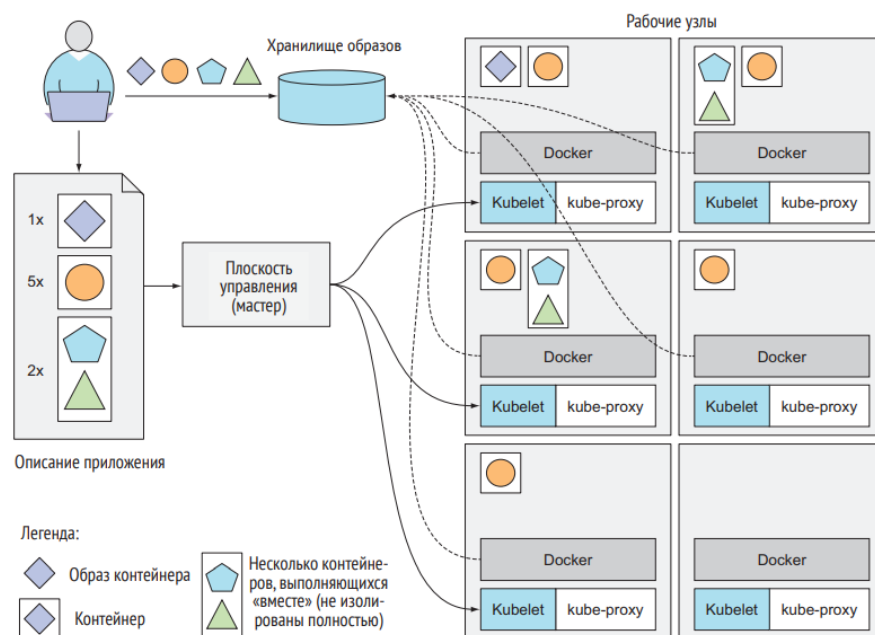 Рабочие узлы
Хранилище образов
Docker
Kubelet kube-proxy
Docker
Kubelet kube-proxy
1x
5x
2x
Плоскость
управления
(мастер)
Docker
Kubelet kube-proxy
Docker
Kubelet kube-proxy
Описание приложения
Docker
Kubelet kube-proxy
Docker
Kubelet kube-proxy
Легенда:
Образ контейнера
Контейнер
Несколько контейне-
ров, выполняющихся
«вместе» (не изоли-
рованы полностью)